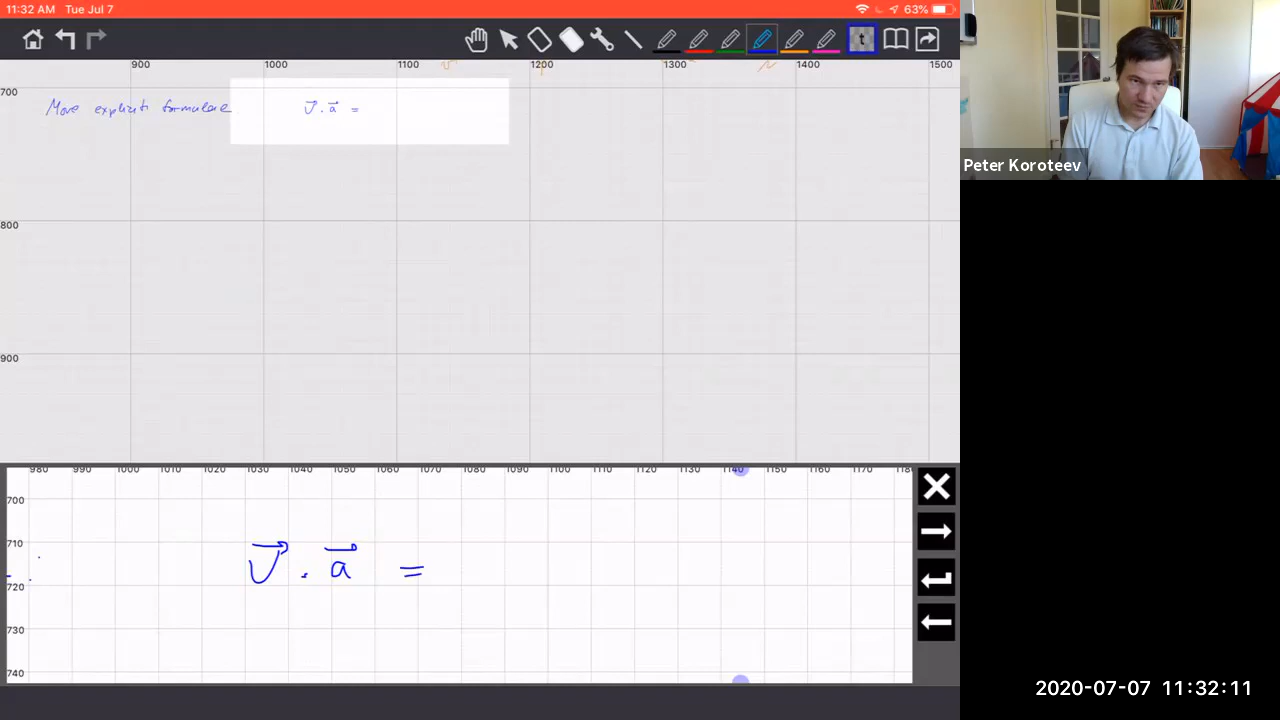 11:32 AM Tue Jul 7 63%
t
900 1000 1100 1200 1300 1400 1500
700
More explicit formulae v⃗ . a⃗ =
800
900
Peter Koroteev
980 990 1000 1010 1020 1030 1040 1050 1060 1070 1080 1090 1100 1110 1120 1130 1140 1150 1160 1170 118
700
710
v⃗ . a⃗ =
720
730
740
2020-07-07 11:32:11